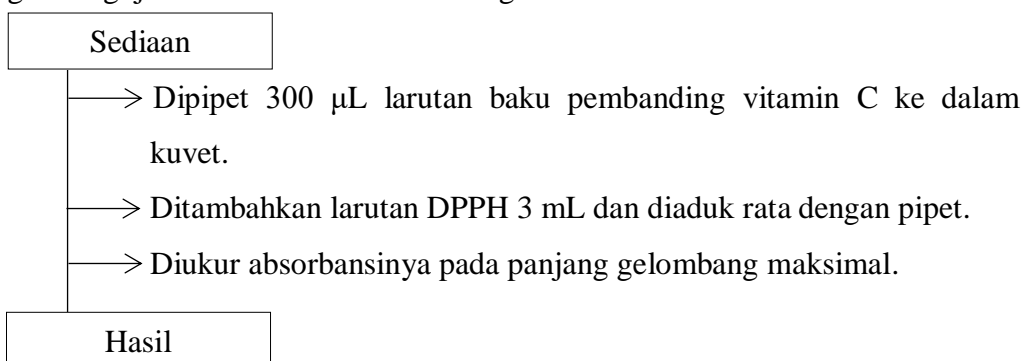 Sediaan
Dipipet 300 μL larutan baku pembanding vitamin C ke dalam
kuvet.
Ditambahkan larutan DPPH 3 mL dan diaduk rata dengan pipet.
Diukur absorbansinya pada panjang gelombang maksimal.
Hasil